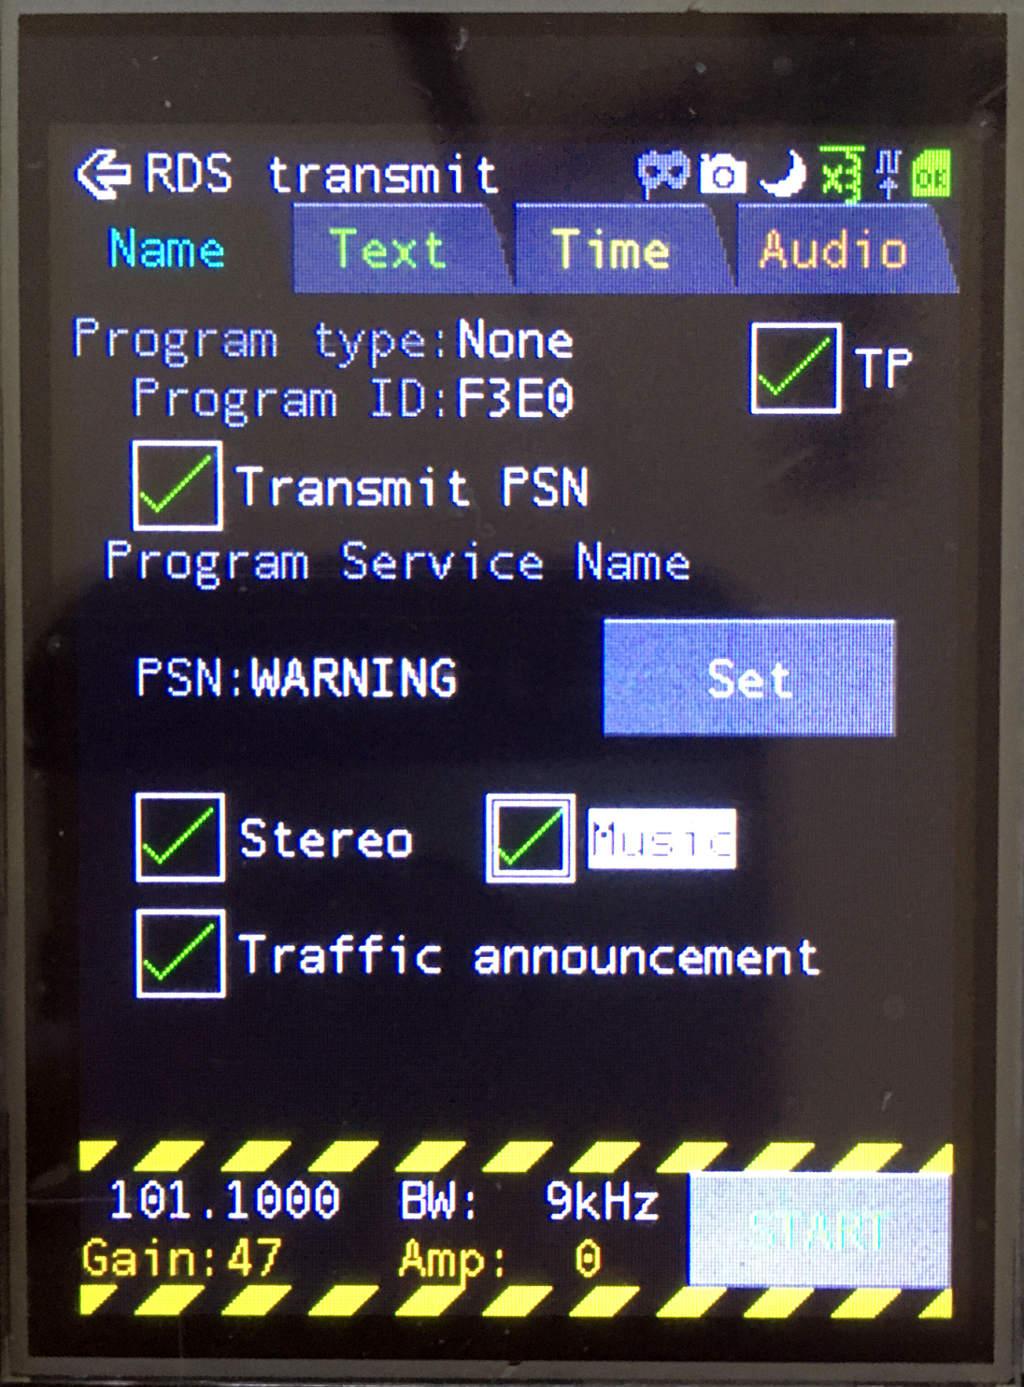 RDS transmit OK
Name Text Time Audio
Program type:None
TP
Program ID:F3E0
Transmit PSN
Program Service Name
PSN:WARNING Set
Stereo Music
Traffic announcement
101.1000 BW: 9kHz
START
Gain:47 Amp: 0